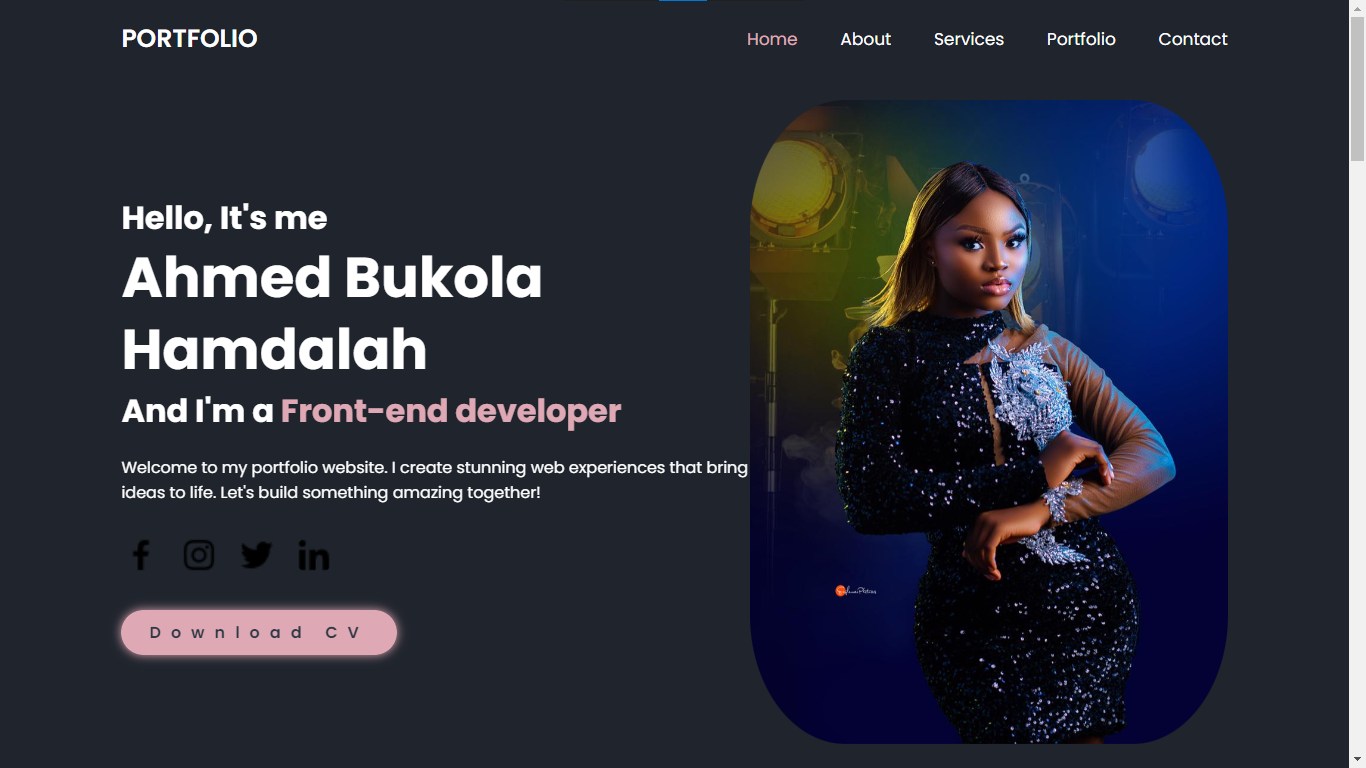 PORTFOLIO
Home About Services Portfolio Contact
Hello, It's me
Ahmed Bukola
Hamdalah
And I'm a Front-end developer
Welcome to my portfolio website. I create stunning web experiences that bring
ideas to life. Let's build something amazing together!
Download CV